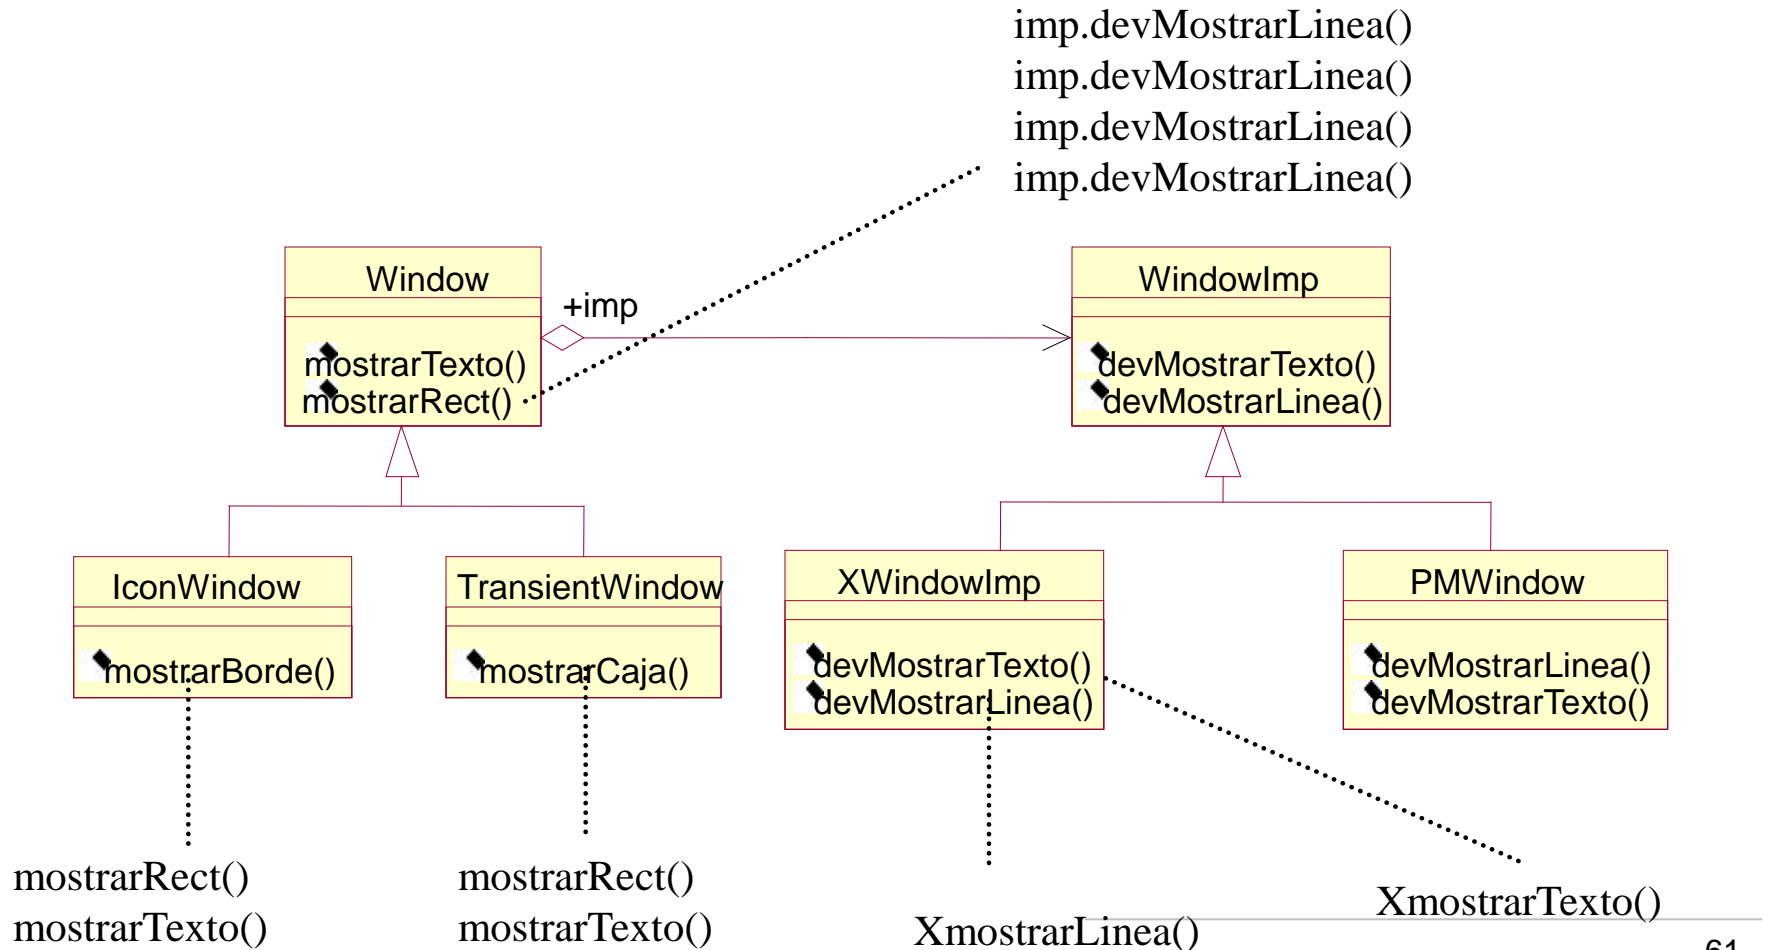 imp.devMostrarLinea()
imp.devMostrarLinea()
imp.devMostrarLinea()
imp.devMostrarLinea()
Window
+imp
mostrarTexto()
mostrarRect()
WindowImp
devMostrarTexto()
devMostrarLinea()
IconWindow
mostrarBorde()
TransientWindow
mostrarCaja()
XWindowImp
devMostrarTexto()
devMostrarLinea()
PMWindow
devMostrarLinea()
devMostrarTexto()
mostrarRect()
mostrarTexto()
mostrarRect()
mostrarTexto()
XmostrarLinea()
XmostrarTexto()
61